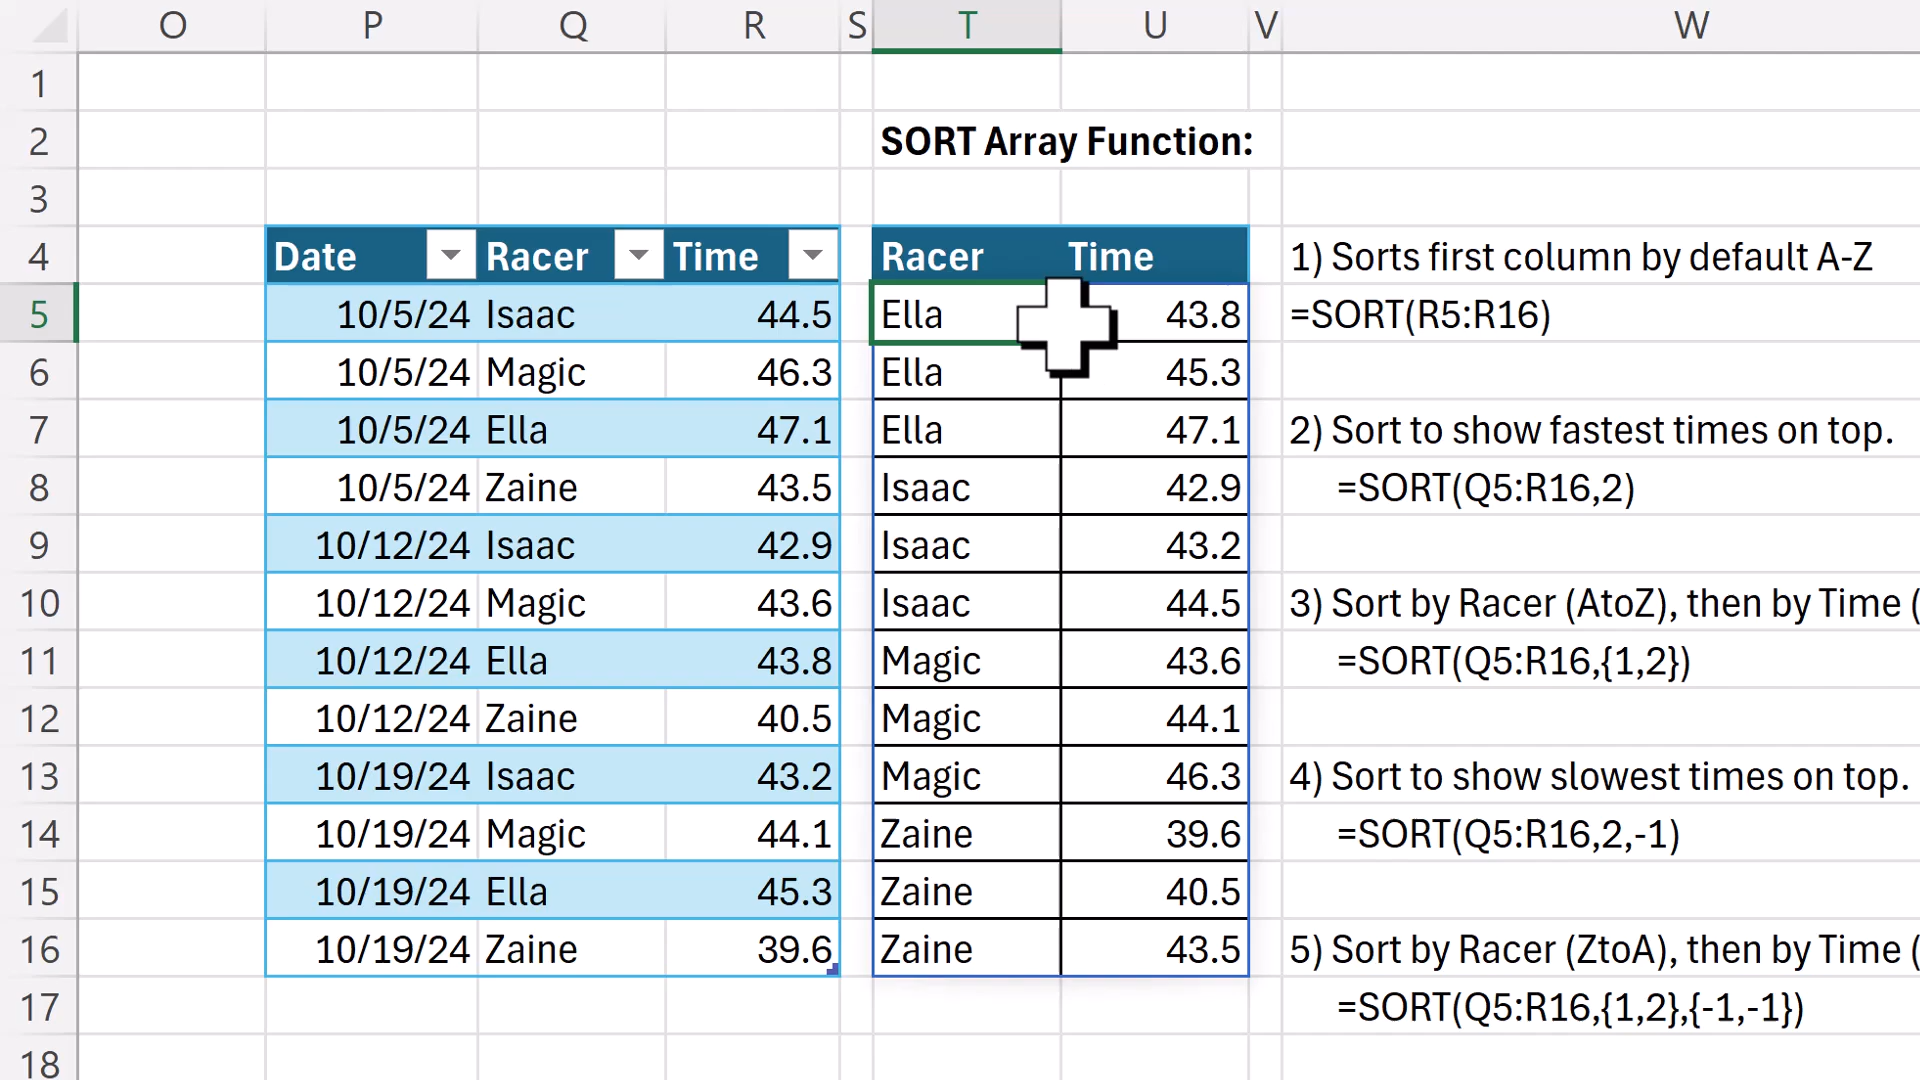 O P Q R S T U V W
1
2 SORT Array Function:
3
4 Date Racer Time Racer Time 1) Sorts first column by default A-Z
5 10/5/24 Isaac 44.5 Ella 43.8 =SORT(R5:R16)
6 10/5/24 Magic 46.3 Ella 45.3
7 10/5/24 Ella 47.1 Ella 47.1 2) Sort to show fastest times on top.
8 10/5/24 Zaine 43.5 Isaac 42.9 =SORT(Q5:R16,2)
9 10/12/24 Isaac 42.9 Isaac 43.2
10 10/12/24 Magic 43.6 Isaac 44.5 3) Sort by Racer (AtoZ), then by Time (
11 10/12/24 Ella 43.8 Magic 43.6 =SORT(Q5:R16,{1,2})
12 10/12/24 Zaine 40.5 Magic 44.1
13 10/19/24 Isaac 43.2 Magic 46.3 4) Sort to show slowest times on top.
14 10/19/24 Magic 44.1 Zaine 39.6 =SORT(Q5:R16,2,-1)
15 10/19/24 Ella 45.3 Zaine 40.5
16 10/19/24 Zaine 39.6 Zaine 43.5 5) Sort by Racer (ZtoA), then by Time (
17 =SORT(Q5:R16,{1,2},{-1,-1})
18